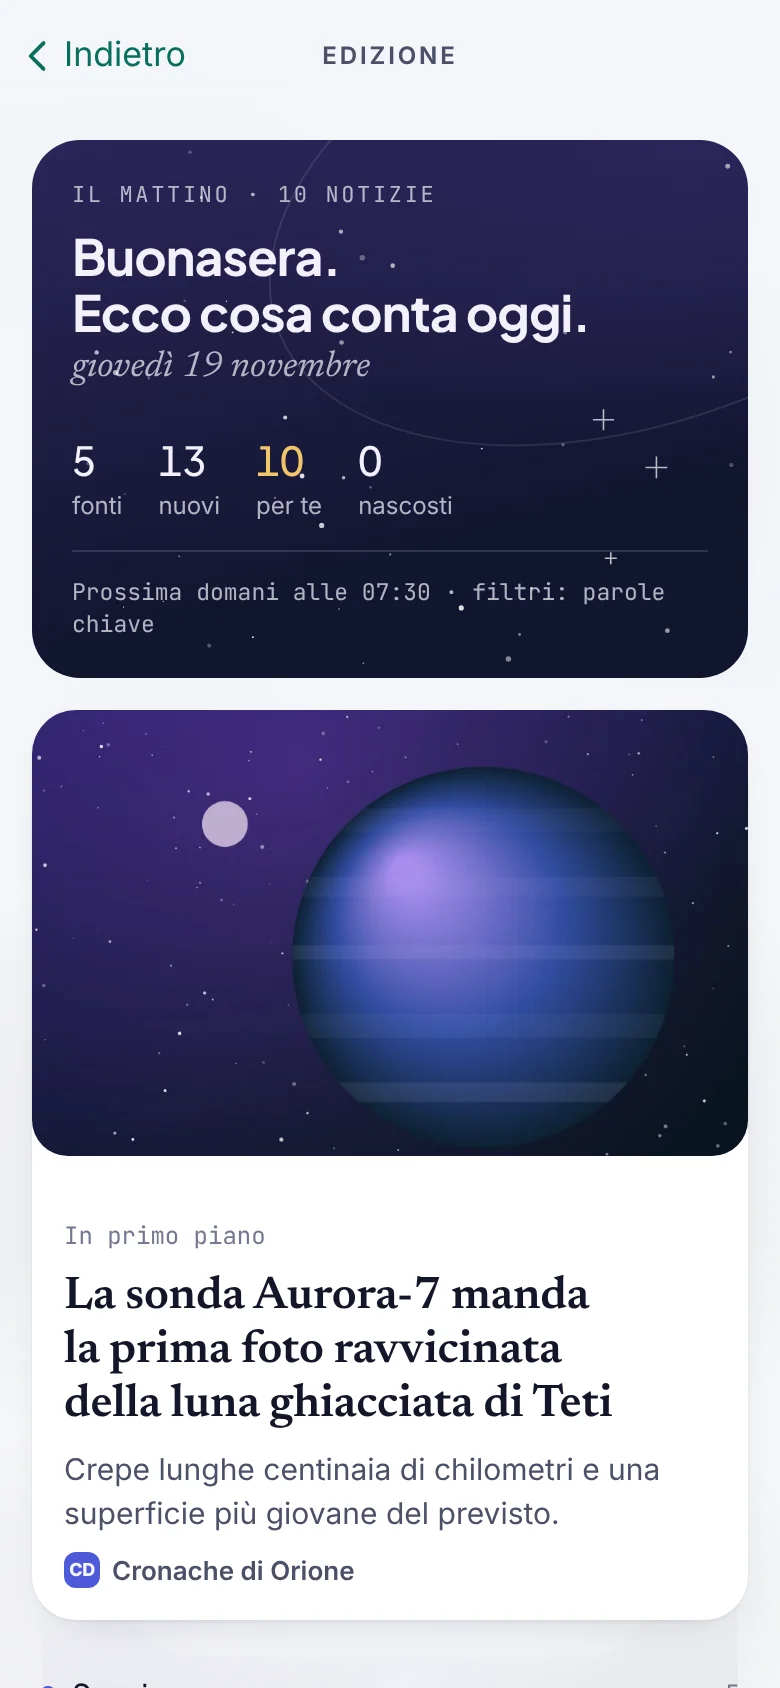 Indietro
EDIZIONE
IL MATTINO · 10 NOTIZIE
Buonasera.
Ecco cosa conta oggi.
giovedì 19 novembre
5 13 10 0
fonti nuovi per te nascosti
Prossima domani alle 07:30 · filtri: parole
chiave
In primo piano
La sonda Aurora-7 manda
la prima foto ravvicinata
della luna ghiacciata di Teti
Crepe lunghe centinaia di chilometri e una
superficie più giovane del previsto.
CD Cronache di Orione